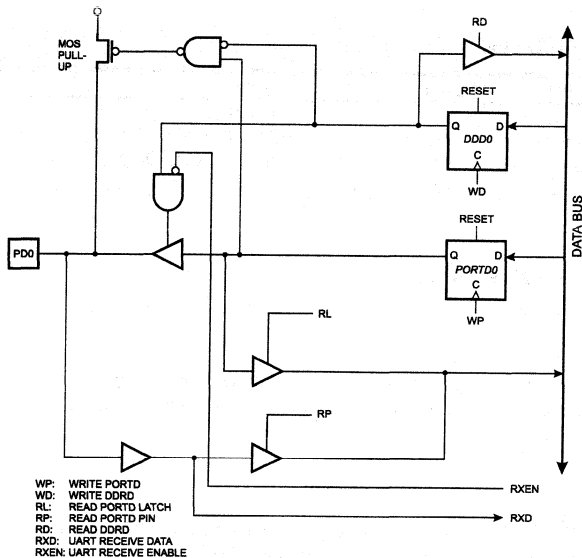 RD
MOS
PULL-
UP
RESET
Q D
DDD0
C
WD
RESET
PD0
Q D
PORTD0
C
WP
DATA BUS
RL
RP
RXEN
RXD
WP: WRITE PORTD
WD: WRITE DDRD
RL: READ PORTD LATCH
RP: READ PORTD PIN
RD: READ DDRD
RXD: UART RECEIVE DATA
RXEN: UART RECEIVE ENABLE